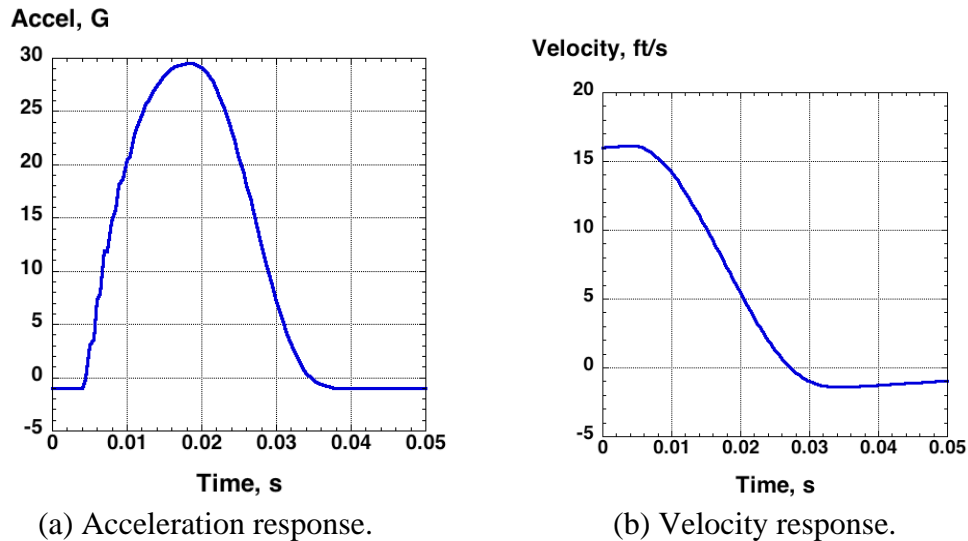 Accel, G
30
25
20
15
10
5
0
-5
0 0.01 0.02 0.03 0.04 0.05
Time, s
(a) Acceleration response.
Velocity, ft/s
20
15
10
5
0
-5
0 0.01 0.02 0.03 0.04 0.05
Time, s
(b) Velocity response.